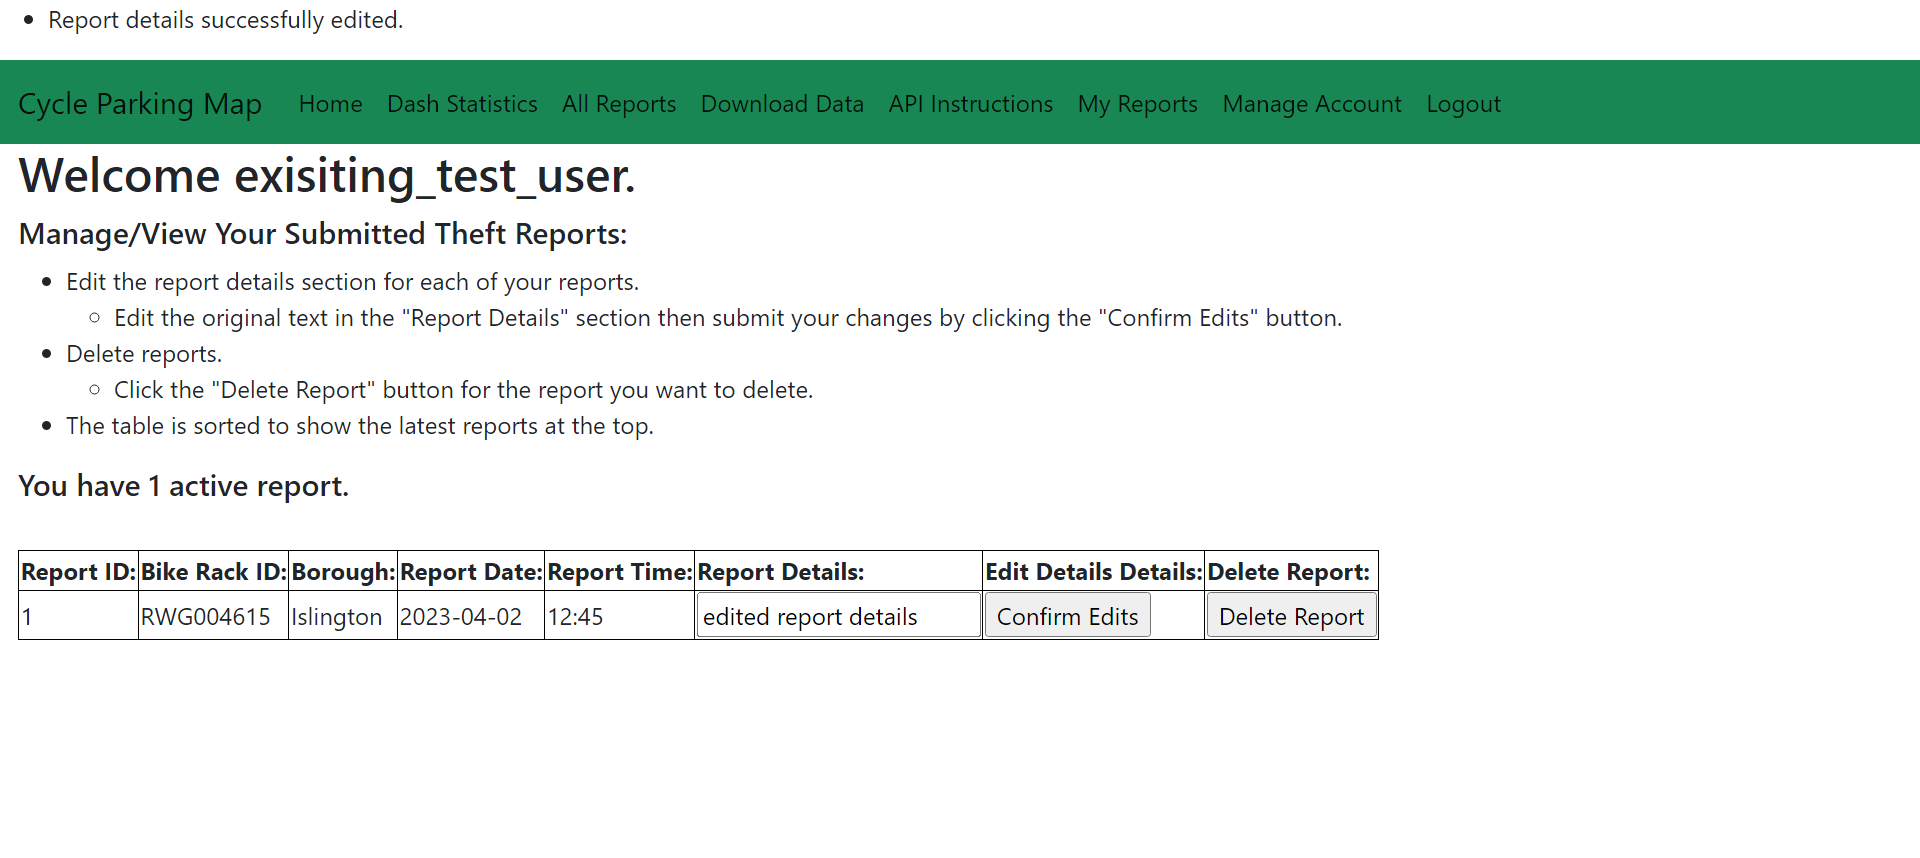 Report details successfully edited.
Cycle Parking Map Home Dash Statistics All Reports Download Data API Instructions My Reports Manage Account Logout
Welcome exisiting_test_user.
Manage/View Your Submitted Theft Reports:
Edit the report details section for each of your reports.
Edit the original text in the "Report Details" section then submit your changes by clicking the "Confirm Edits" button.
Delete reports.
Click the "Delete Report" button for the report you want to delete.
The table is sorted to show the latest reports at the top.
You have 1 active report.
Report ID: Bike Rack ID: Borough: Report Date: Report Time: Report Details: Edit Details Details: Delete Report:
1 RWG004615 Islington 2023-04-02 12:45 edited report details Confirm Edits Delete Report